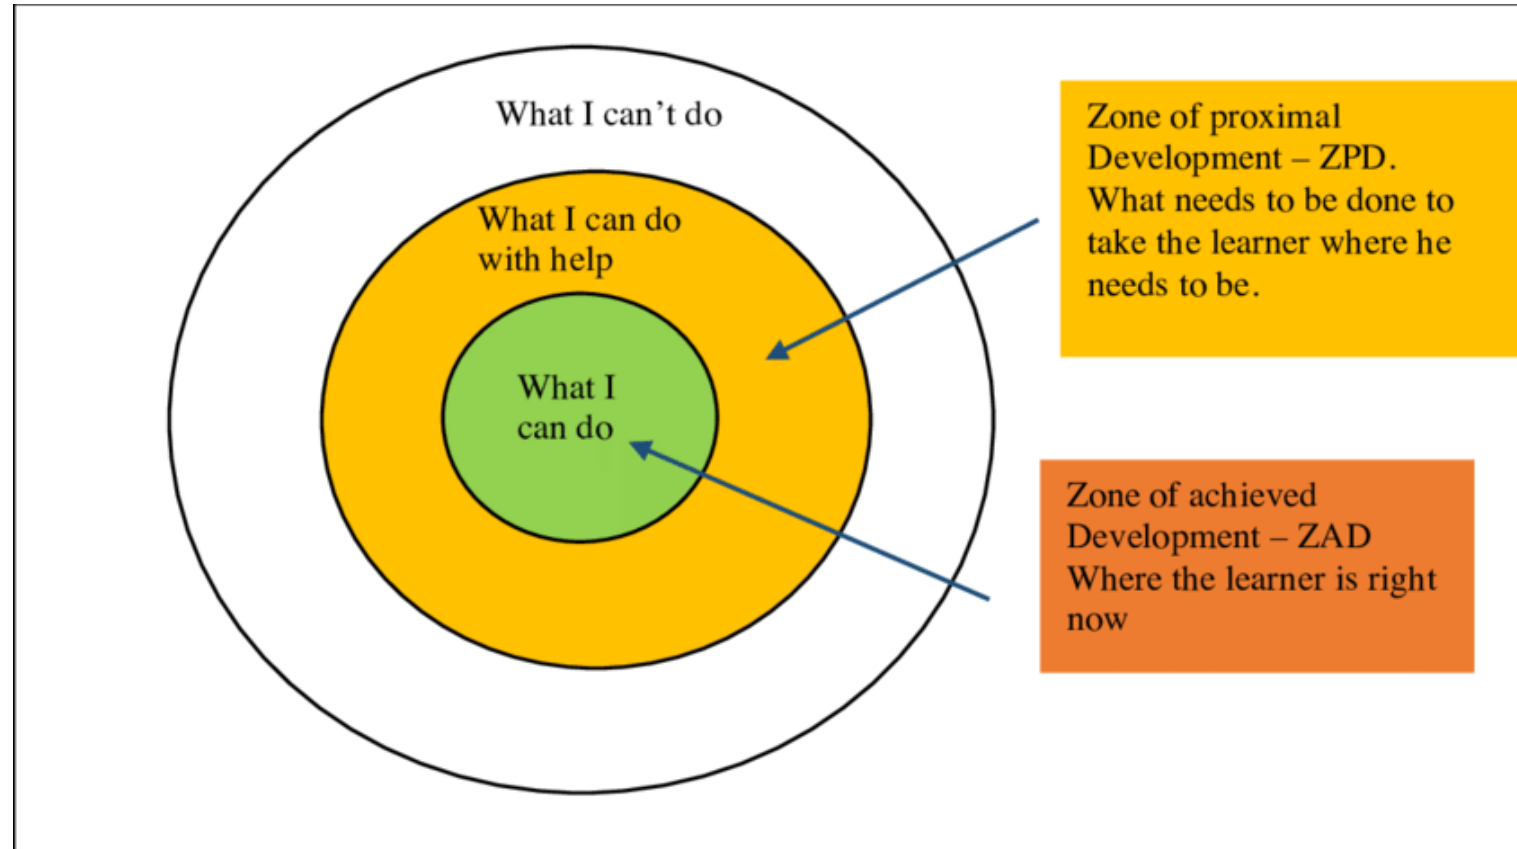 What I can't do
What I can do
with help
What I
can do
Zone of proximal
Development – ZPD.
What needs to be done to
take the learner where he
needs to be.
Zone of achieved
Development – ZAD
Where the learner is right
now